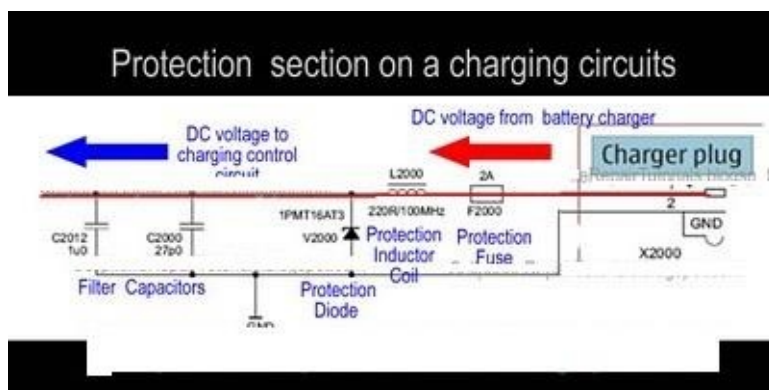 Protection section on a charging circuits
DC voltage from battery charger
DC voltage to
charging control
circuit
Charger plug
L2000
2A
220R/100MHz
F2000
2
GND
X2000
1PMT16AT3
V2000
C2012
1u0
C2000
27p0
Protection
Inductor
Coil
Protection
Fuse
Filter Capacitors
Protection
Diode
GND